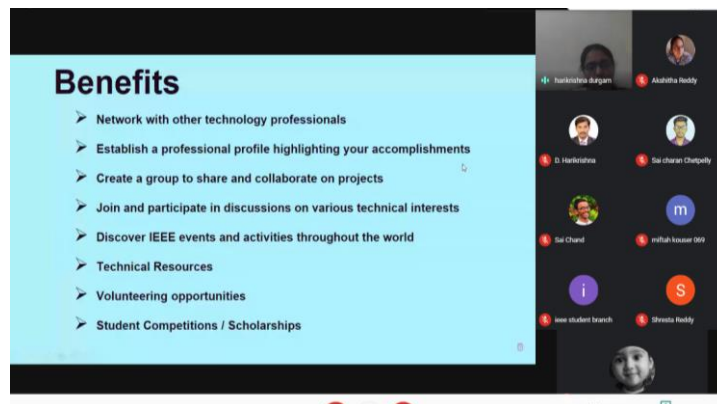 Benefits
Network with other technology professionals
Establish a professional profile highlighting your accomplishments
Create a group to share and collaborate on projects
Join and participate in discussions on various technical interests
Discover IEEE events and activities throughout the world
Technical Resources
Volunteering opportunities
Student Competitions / Scholarships
harikrishna durgam
Akshitha Reddy
D. Harikrishna
Sai charan Chetpelly
Sai Chand
m
miftah kouser 069
i
ieee student branch
S
Shresta Reddy